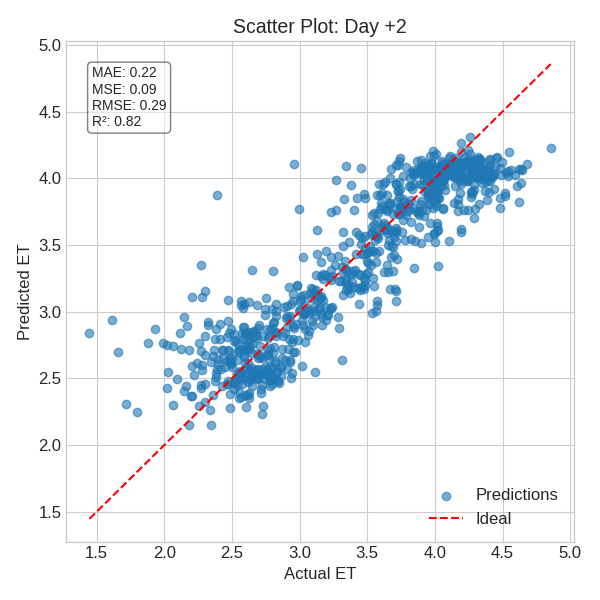 Scatter Plot: Day +2
MAE: 0.22
MSE: 0.09
RMSE: 0.29
R²: 0.82
5.0
4.5
4.0
3.5
3.0
2.5
2.0
1.5
Predicted ET
Predictions
Ideal
1.5 2.0 2.5 3.0 3.5 4.0 4.5 5.0
Actual ET